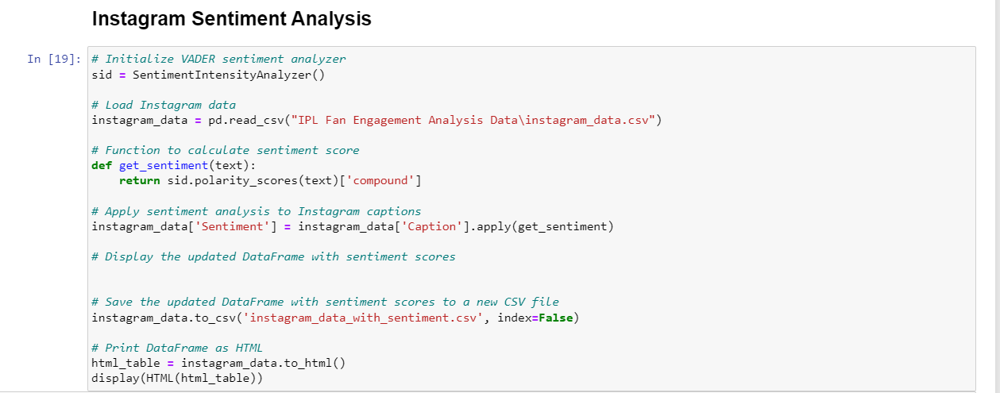 Instagram Sentiment Analysis
In [19]:
# Initialize VADER sentiment analyzer
sid = SentimentIntensityAnalyzer()
# Load Instagram data
instagram_data = pd.read_csv("IPL Fan Engagement Analysis Data\instagram_data.csv")
# Function to calculate sentiment score
def get_sentiment(text):
    return sid.polarity_scores(text)['compound']
# Apply sentiment analysis to Instagram captions
instagram_data['Sentiment'] = instagram_data['Caption'].apply(get_sentiment)
# Display the updated DataFrame with sentiment scores
# Save the updated DataFrame with sentiment scores to a new CSV file
instagram_data.to_csv('instagram_data_with_sentiment.csv', index=False)
# Print DataFrame as HTML
html_table = instagram_data.to_html()
display(HTML(html_table))